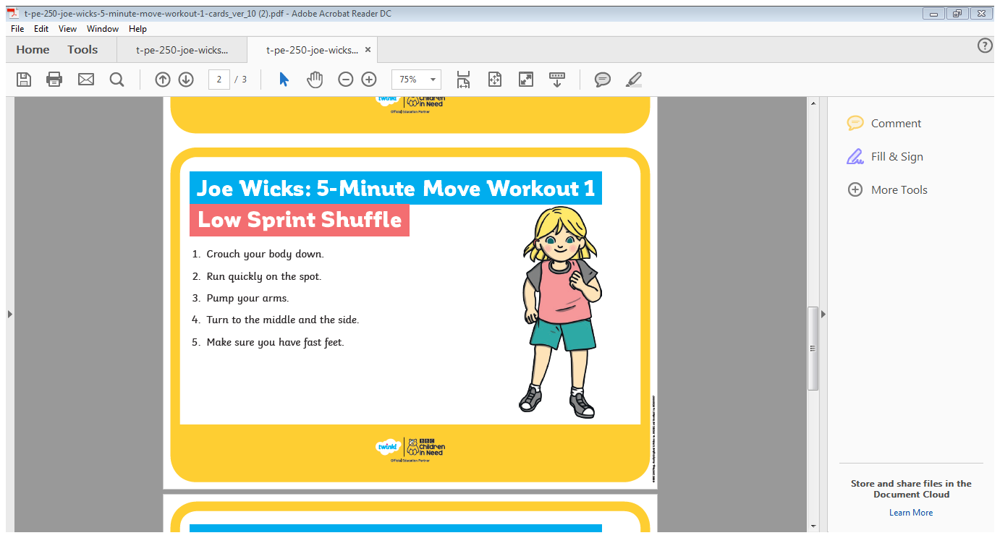 t-pe-250-joe-wicks-5-minute-move-workout-1-cards_ver_10 (2).pdf - Adobe Acrobat Reader DC
File Edit View Window Help
Home Tools t-pe-250-joe-wicks... t-pe-250-joe-wicks...
2 / 3 75%
twinkl Children in Need
Official Education Partner
Joe Wicks: 5-Minute Move Workout 1
Low Sprint Shuffle
1. Crouch your body down.
2. Run quickly on the spot.
3. Pump your arms.
4. Turn to the middle and the side.
5. Make sure you have fast feet.
twinkl BBC
Children
in Need
Official Education Partner
Comment
Fill & Sign
More Tools
Store and share files in the
Document Cloud
Learn More